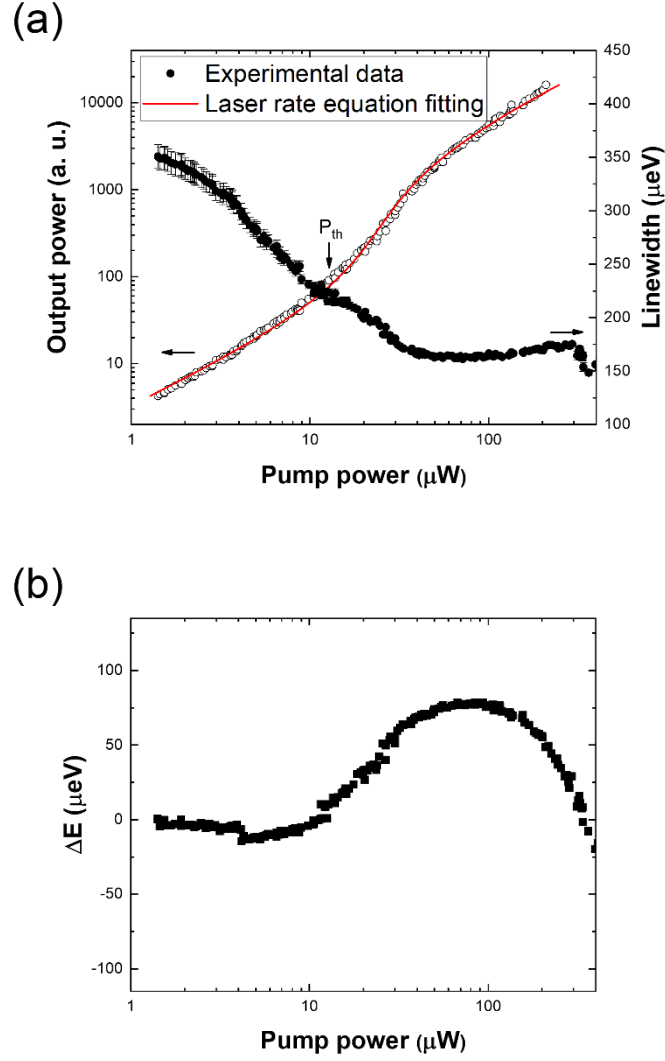 (a)
Experimental data
Laser rate equation fitting
Output power (a. u.)
10000
1000
100
10
450
400
350
300
250
200
150
100
Linewidth (μeV)
P_th
1
10
100
Pump power (μW)
(b)
ΔE (μeV)
100
50
0
-50
-100
1
10
100
Pump power (μW)